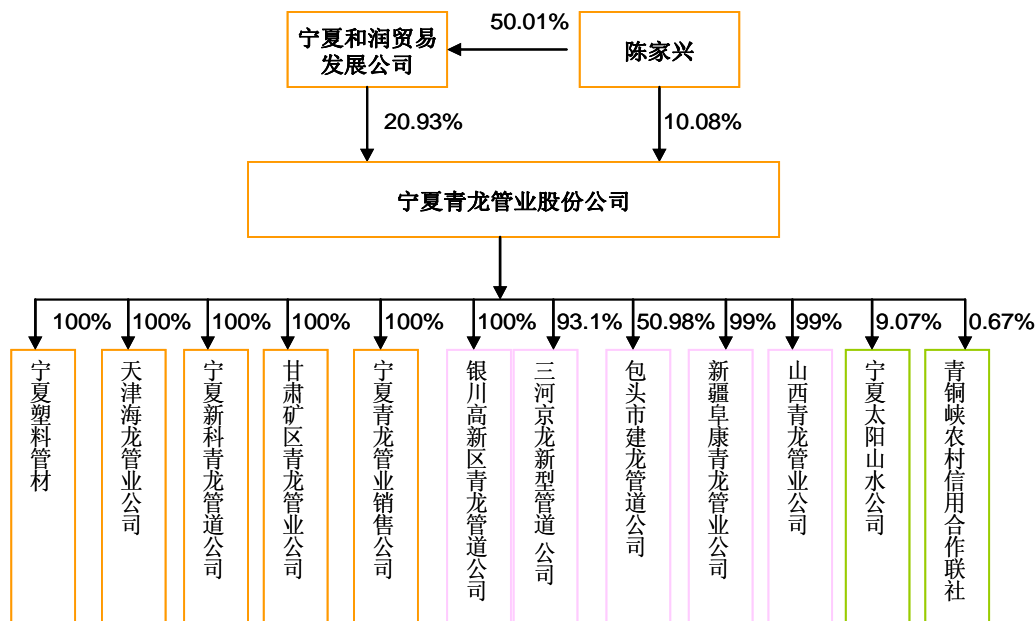 50.01%
宁夏和润贸易
发展公司
陈家兴
20.93%
10.08%
宁夏青龙管业股份公司
100%
100%
100%
100%
100%
100%
93.1%
50.98%
99%
99%
9.07%
0.67%
宁夏塑料管材
天津海龙管业公司
宁夏新科青龙管道公司
甘肃矿区青龙管业公司
宁夏青龙管业销售公司
银川高新区青龙管道公司
三河京龙新型管道 公司
包头市建龙管道公司
新疆阜康青龙管业公司
山西青龙管业公司
宁夏太阳山水公司
青铜峡农村信用合作联社